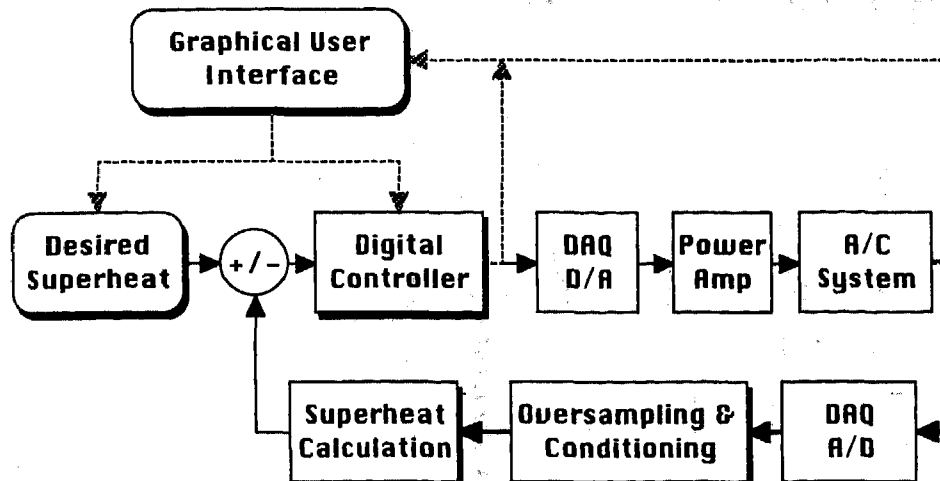 Graphical User
Interface
Desired
Superheat
+/-
Digital
Controller
DAQ
D/A
Power
Amp
A/C
System
Superheat
Calculation
Oversampling &
Conditioning
DAQ
A/D